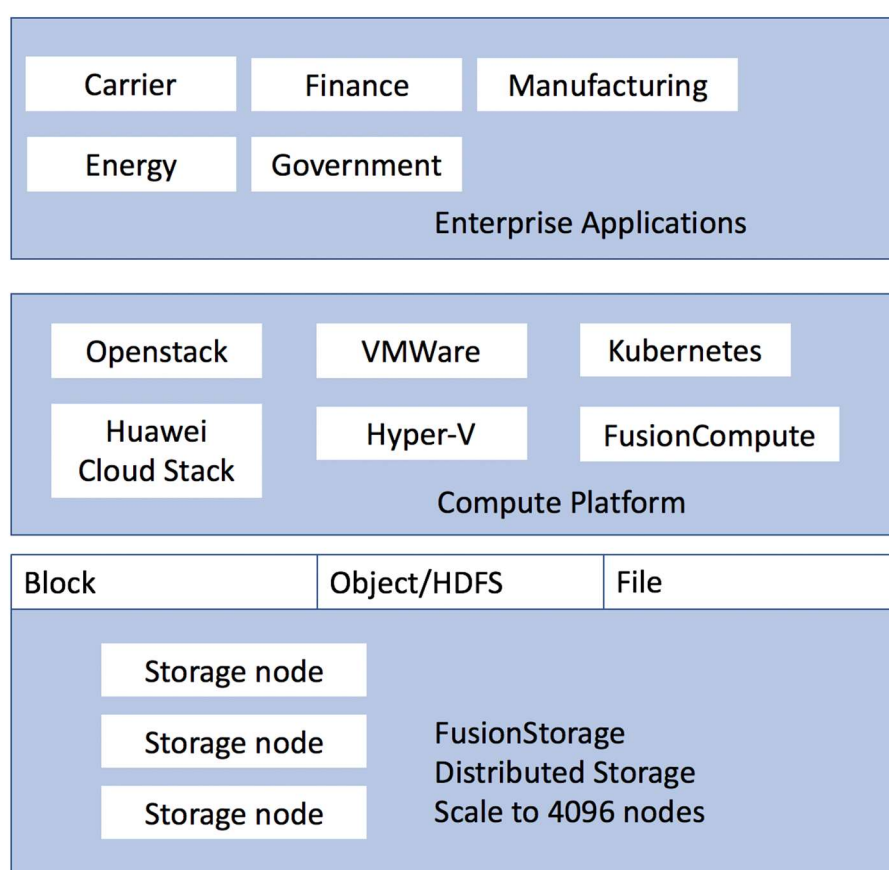 Carrier
Finance
Manufacturing
Energy
Government
Enterprise Applications
Openstack
VMWare
Kubernetes
Huawei
Cloud Stack
Hyper-V
FusionCompute
Compute Platform
Block
Object/HDFS
File
Storage node
Storage node
Storage node
FusionStorage
Distributed Storage
Scale to 4096 nodes